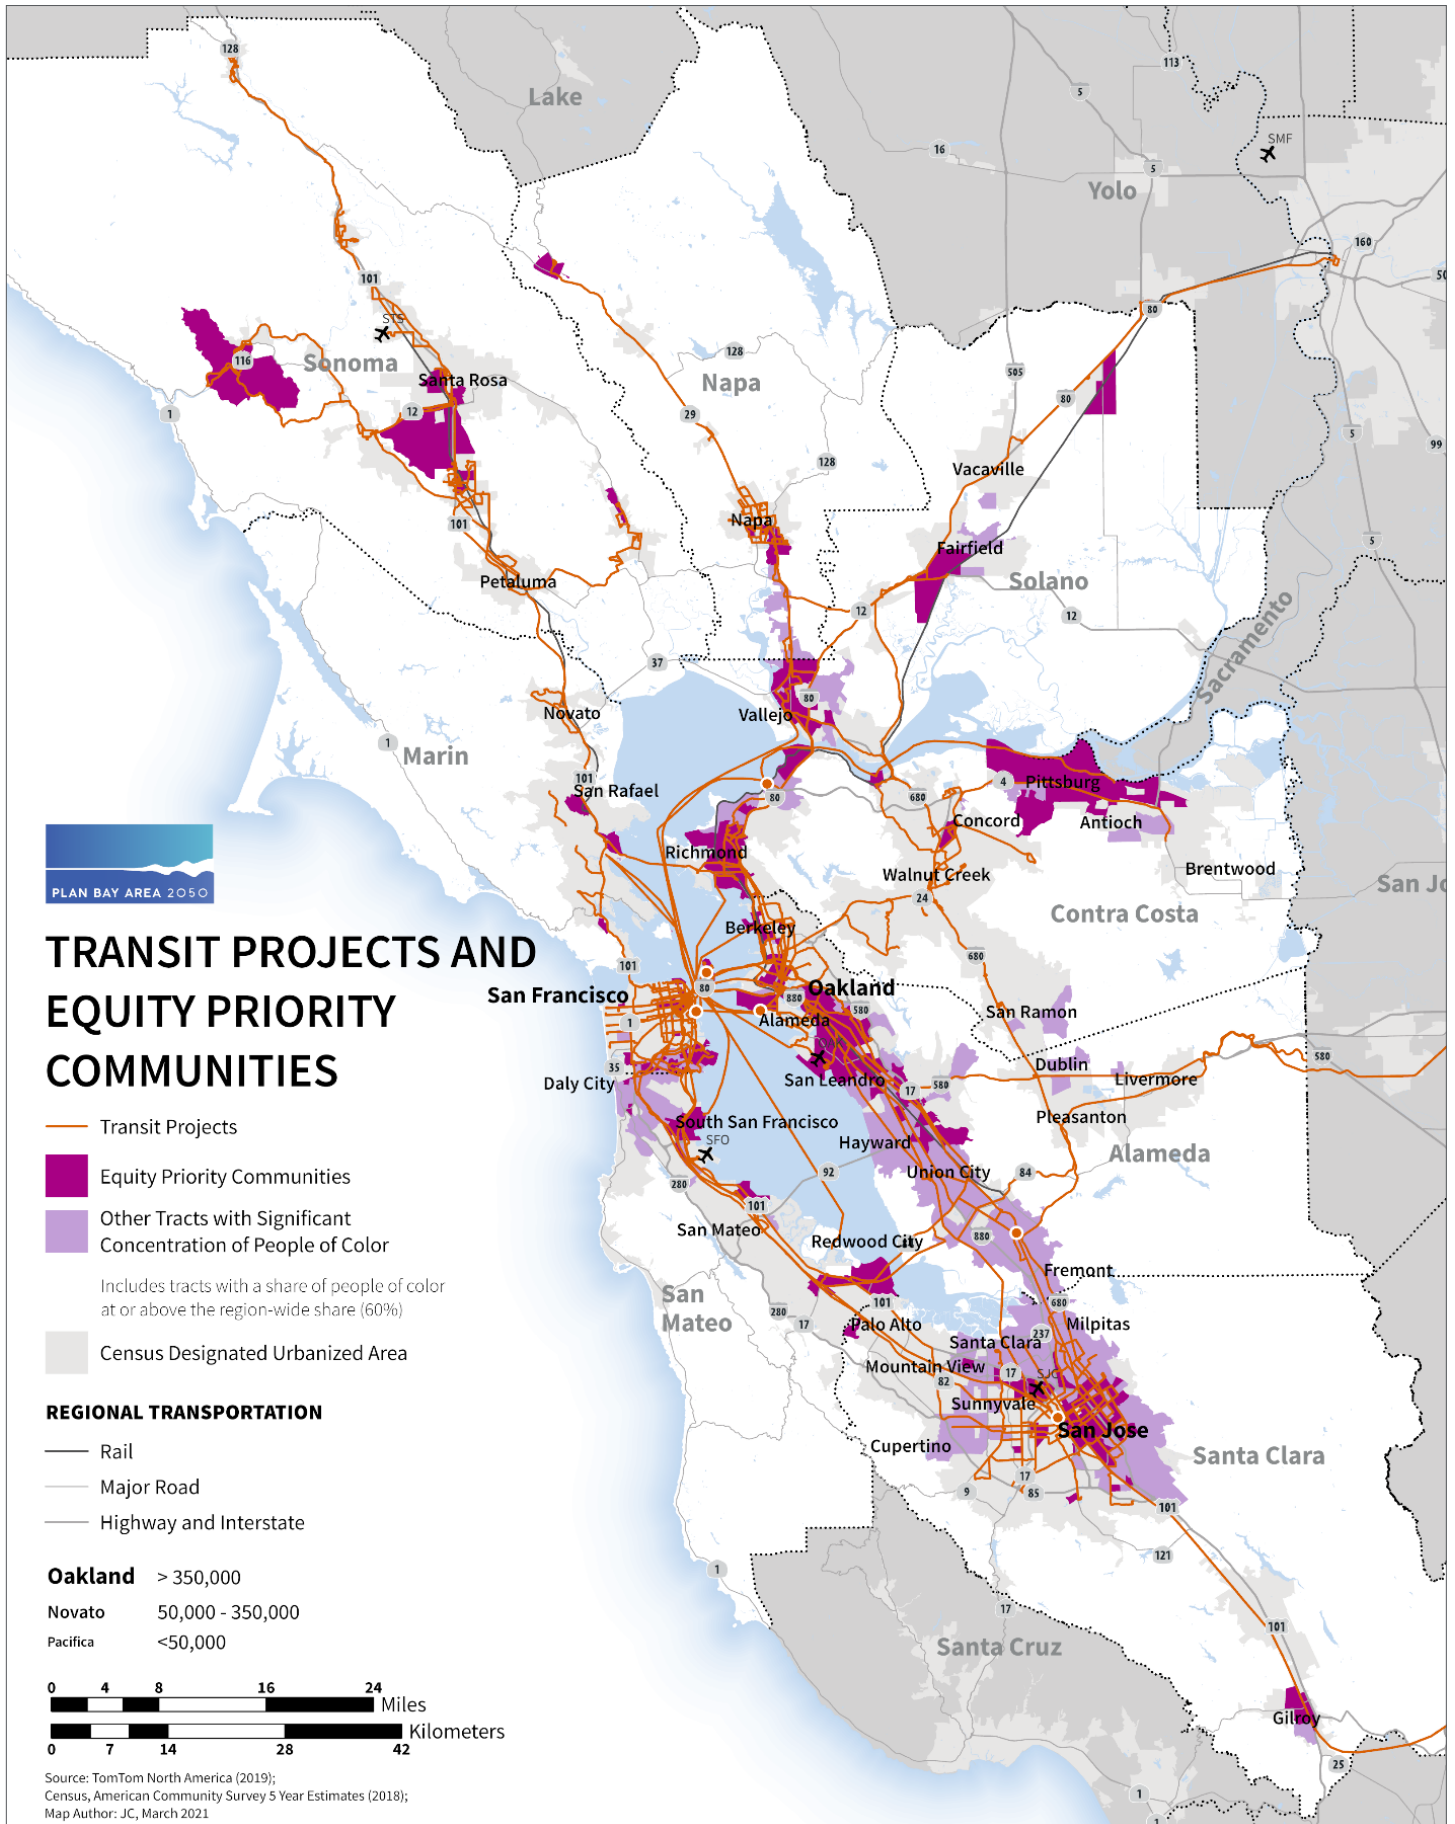 128
113
5
Lake
SMF
16
5
Yolo
160
50
101
80
STS
116
Sonoma
128
505
Santa Rosa
Napa
80
1
12
29
5
99
128
Vacaville
101
Napa
5
Fairfield
Petaluma
Solano
12
12
Sacramento
37
80
Novato
Vallejo
1
Marin
101
San Rafael
80
680
4
Pittsburg
Concord
Antioch
Richmond
Walnut Creek
Brentwood
24
San Jo
Contra Costa
Berkeley
680
101
80
Oakland
San Francisco
880
580
1
Alameda
San Ramon
580
35
Daly City
San Leandro
580
Dublin
Livermore
17
Pleasanton
South San Francisco
SFO
Hayward
Alameda
92
Union City
84
280
101
San Mateo
Redwood City
880
Fremont
San
Mateo
101
680
280
17
Palo Alto
Milpitas
237
Santa Clara
Mountain View
17
SJC
82
Sunnyvale
San Jose
Cupertino
Santa Clara
17
9
85
101
121
1
17
101
Santa Cruz
Gilroy
25
1
1
PLAN BAY AREA 2050
TRANSIT PROJECTS AND
EQUITY PRIORITY
COMMUNITIES
Transit Projects
Equity Priority Communities
Other Tracts with Significant
Concentration of People of Color
Includes tracts with a share of people of color
at or above the region-wide share (60%)
Census Designated Urbanized Area
REGIONAL TRANSPORTATION
Rail
Major Road
Highway and Interstate
Oakland > 350,000
Novato 50,000 - 350,000
Pacifica <50,000
0 4 8 16 24
Miles
Kilometers
0 7 14 28 42
Source: TomTom North America (2019);
Census, American Community Survey 5 Year Estimates (2018);
Map Author: JC, March 2021